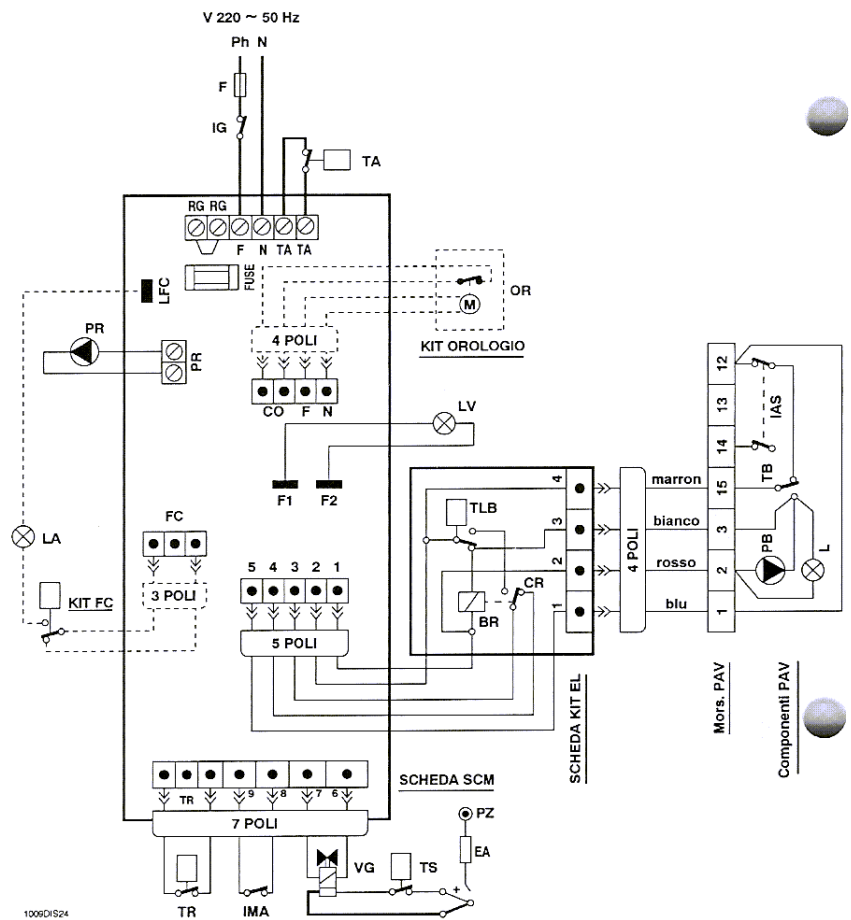 V 220 ~ 50 Hz
Ph N
F
IG
TA
RG RG
F N TA TA
FUSE
LFC
OR
M
PR
PR
4 POLI
KIT OROLOGIO
CO F N
LV
F1 F2
12
13
14
15
3
2
1
IAS
TB
PB
L
4
3
2
1
TLB
CR
BR
4 POLI
marron
bianco
rosso
blu
LA
FC
KIT FC
3 POLI
5 4 3 2 1
5 POLI
SCHEDA KIT EL
Mors. PAV
Componenti PAV
SCHEDA SCM
TR 9 8 7 6
7 POLI
PZ
EA
VG
TS
+
TR
IMA
1009DIS24